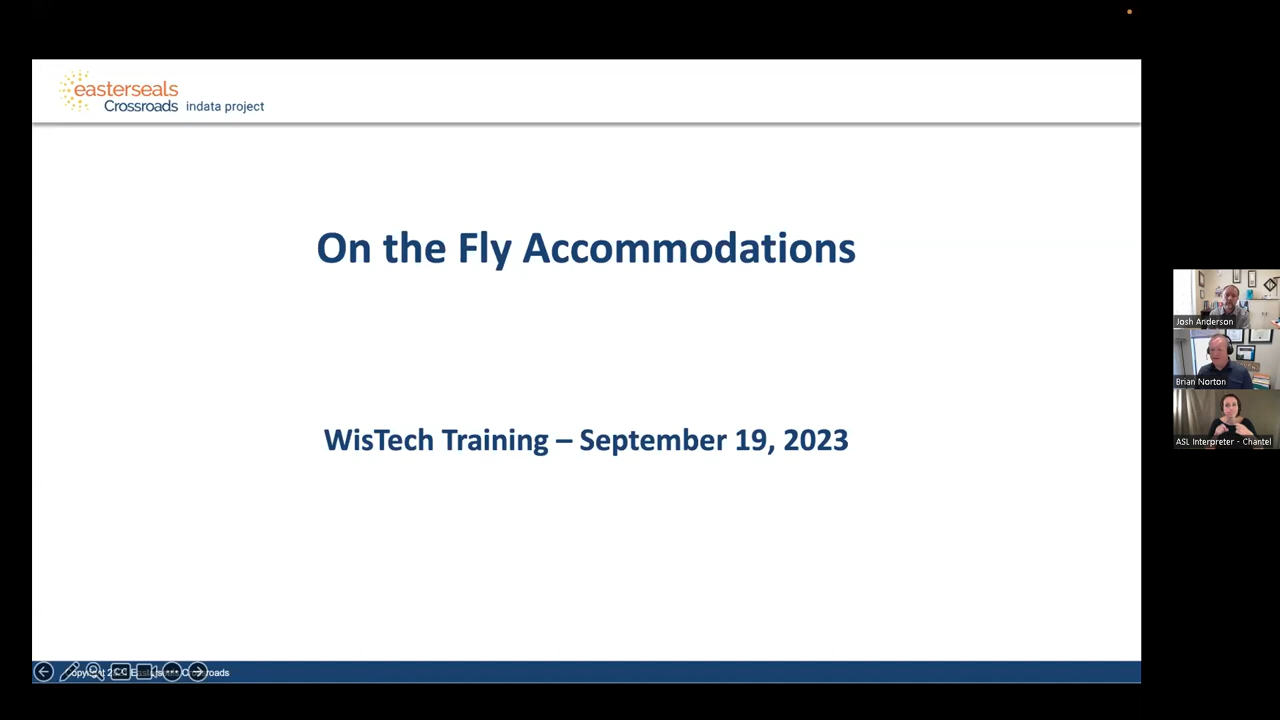 easterseals
Crossroads indata project
On the Fly Accommodations
WisTech Training – September 19, 2023
Josh Anderson
Brian Norton
ASL Interpreter - Chantel